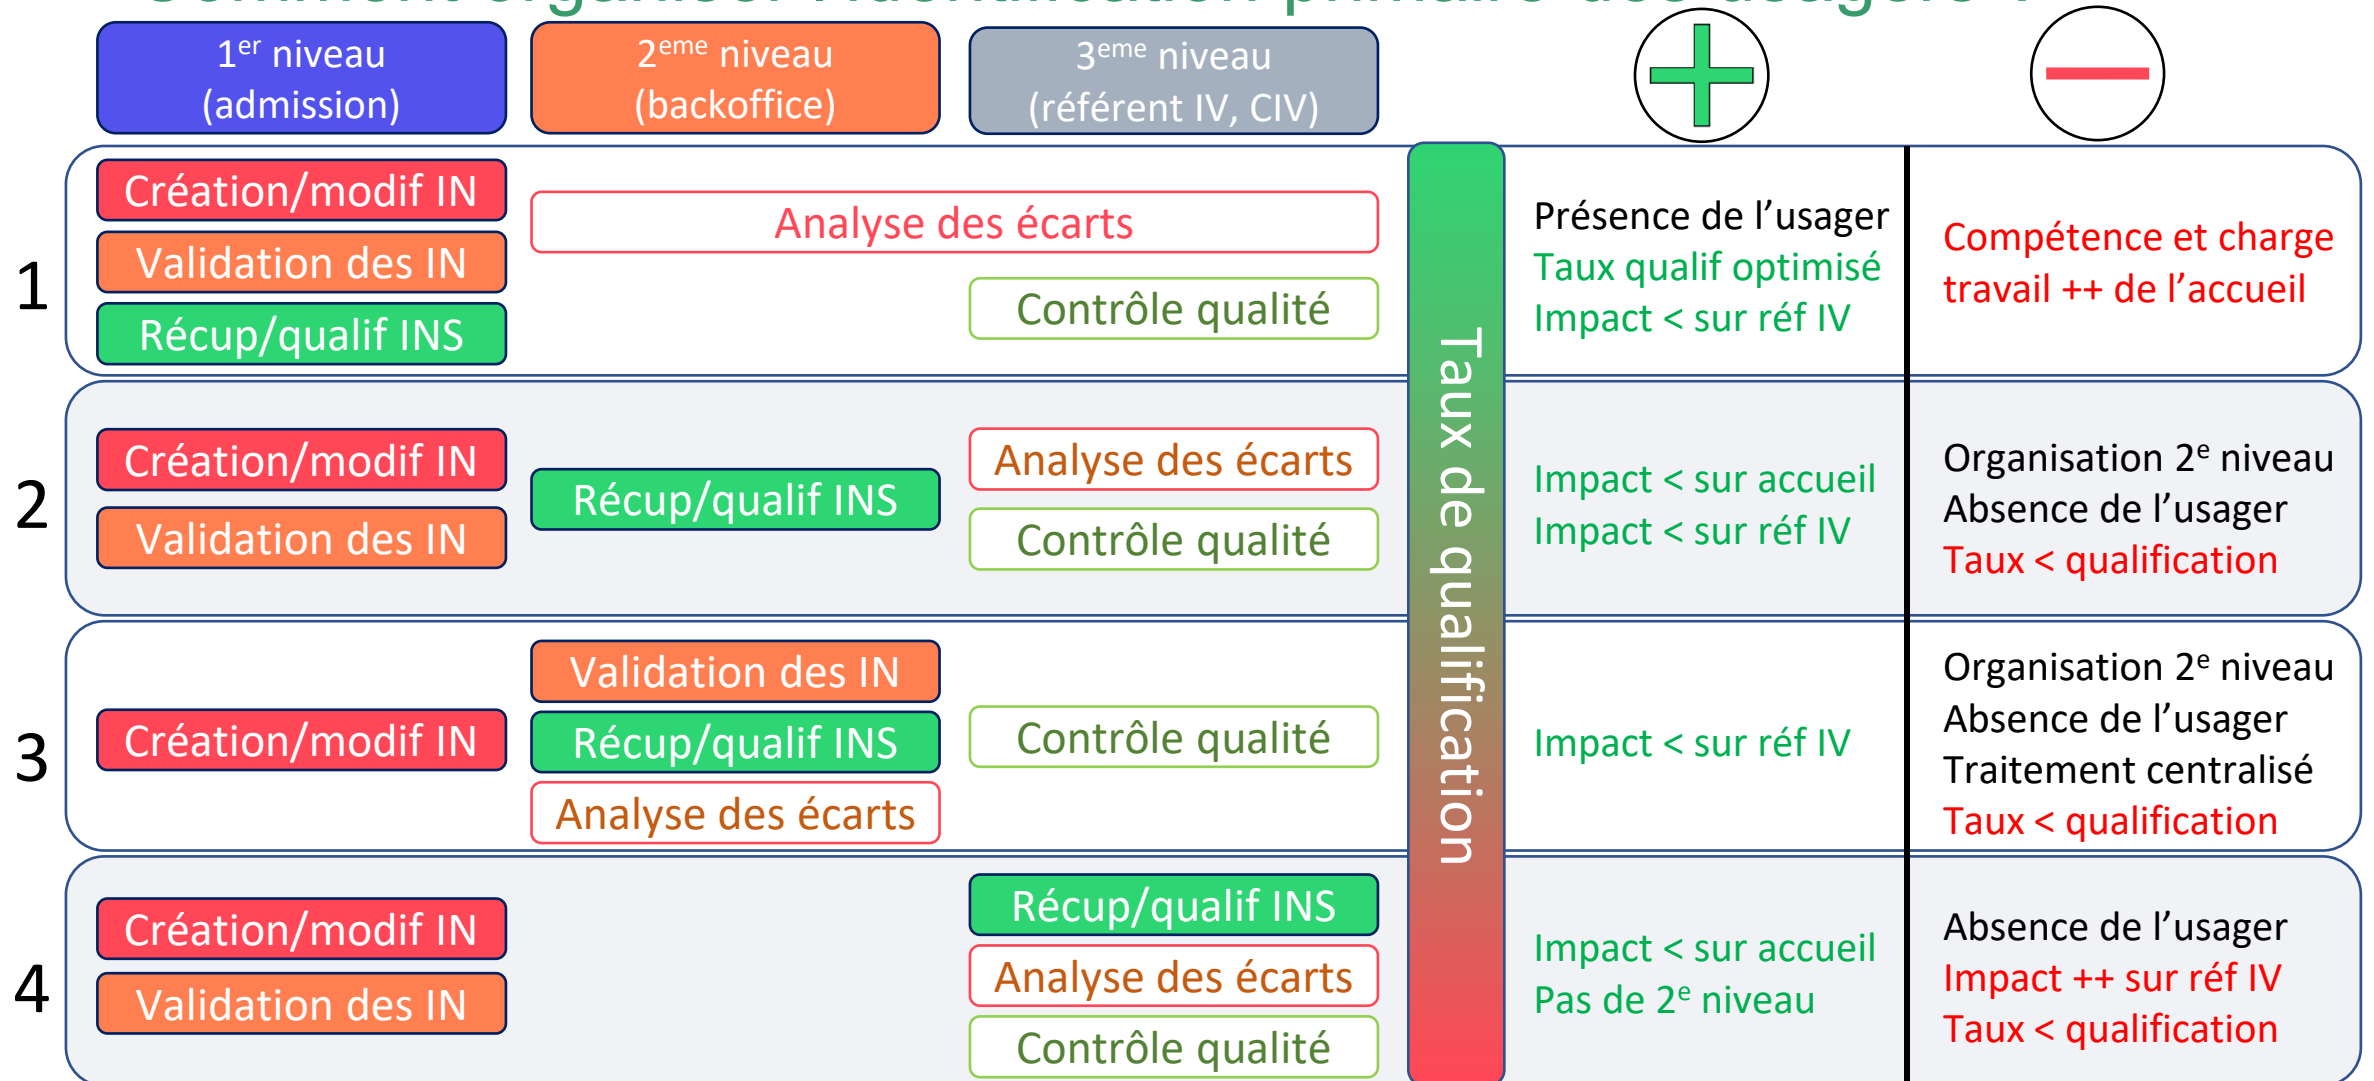 Comment organiser l'identification primaire des usagers ?
1er niveau
(admission)
2eme niveau
(backoffice)
3eme niveau
(référent IV, CIV)
1
Création/modif IN
Validation des IN
Récup/qualif INS
Analyse des écarts
Contrôle qualité
Présence de l’usager
Taux qualif optimisé
Impact < sur réf IV
Compétence et charge
travail ++ de l’accueil
Taux de qualification
2
Création/modif IN
Validation des IN
Récup/qualif INS
Analyse des écarts
Contrôle qualité
Impact < sur accueil
Impact < sur réf IV
Organisation 2e niveau
Absence de l’usager
Taux < qualification
3
Création/modif IN
Validation des IN
Récup/qualif INS
Analyse des écarts
Contrôle qualité
Impact < sur réf IV
Organisation 2e niveau
Absence de l’usager
Traitement centralisé
Taux < qualification
4
Création/modif IN
Validation des IN
Récup/qualif INS
Analyse des écarts
Contrôle qualité
Impact < sur accueil
Pas de 2e niveau
Absence de l’usager
Impact ++ sur réf IV
Taux < qualification